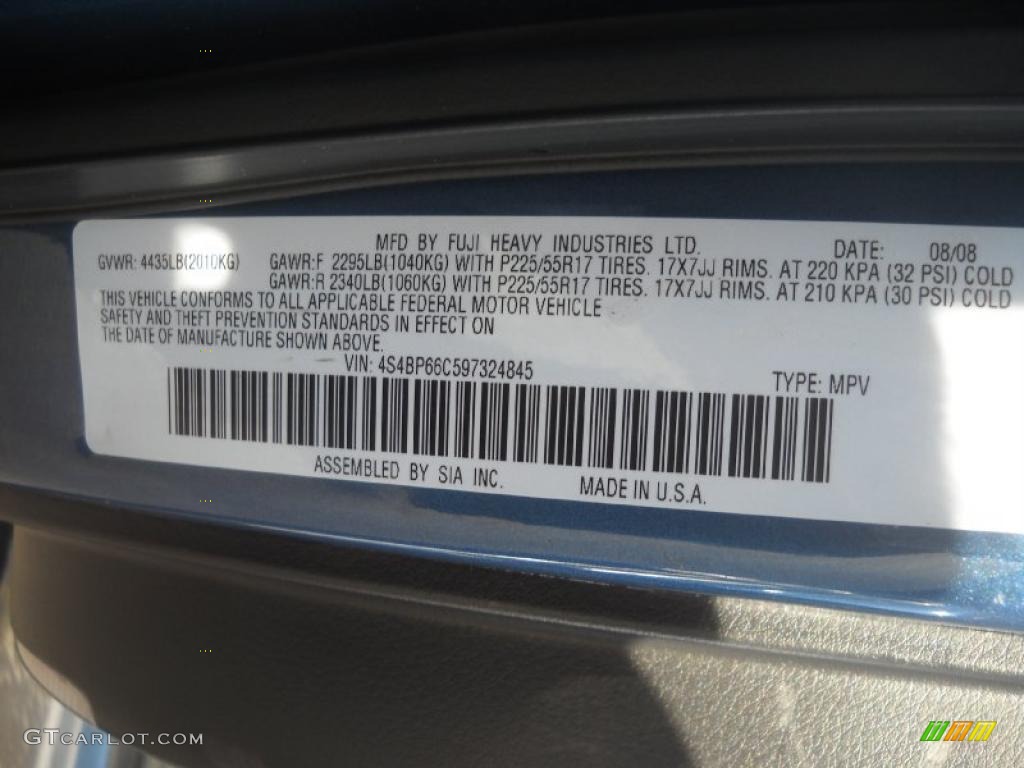 MFD BY FUJI HEAVY INDUSTRIES LTD. DATE: 08/08
GVWR: 4435LB(2010KG) GAWR:F 2295LB(1040KG) WITH P225/55R17 TIRES. 17X7JJ RIMS. AT 220 KPA (32 PSI) COLD
GAWR:R 2340LB(1060KG) WITH P225/55R17 TIRES. 17X7JJ RIMS. AT 210 KPA (30 PSI) COLD
THIS VEHICLE CONFORMS TO ALL APPLICABLE FEDERAL MOTOR VEHICLE
SAFETY AND THEFT PREVENTION STANDARDS IN EFFECT ON
THE DATE OF MANUFACTURE SHOWN ABOVE.
VIN: 4S4BP66C597324845 TYPE: MPV
ASSEMBLED BY SIA INC. MADE IN U.S.A.
GTCARLOT.COM